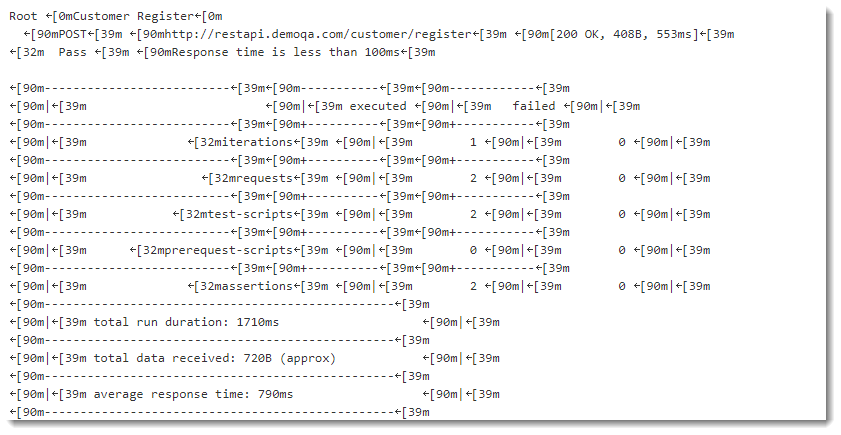 Root ←[0mCustomer Register←[0m
  ←[90mPOST←[39m ←[90mhttp://restapi.demoqa.com/customer/register←[39m ←[90m[200 OK, 408B, 553ms]←[39m
←[32m  Pass ←[39m ←[90mResponse time is less than 100ms←[39m

←[90m--------------------------←[39m←[90m-----------←[39m←[90m------------←[39m
←[90m|←[39m                         ←[90m|←[39m executed ←[90m|←[39m   failed ←[90m|←[39m
←[90m--------------------------←[39m←[90m+----------←[39m←[90m+-----------←[39m
←[90m|←[39m              ←[32miterations←[39m ←[90m|←[39m        1 ←[90m|←[39m        0 ←[90m|←[39m
←[90m--------------------------←[39m←[90m+----------←[39m←[90m+-----------←[39m
←[90m|←[39m                ←[32mrequests←[39m ←[90m|←[39m        2 ←[90m|←[39m        0 ←[90m|←[39m
←[90m--------------------------←[39m←[90m+----------←[39m←[90m+-----------←[39m
←[90m|←[39m            ←[32mtest-scripts←[39m ←[90m|←[39m        2 ←[90m|←[39m        0 ←[90m|←[39m
←[90m--------------------------←[39m←[90m+----------←[39m←[90m+-----------←[39m
←[90m|←[39m      ←[32mprerequest-scripts←[39m ←[90m|←[39m        0 ←[90m|←[39m        0 ←[90m|←[39m
←[90m--------------------------←[39m←[90m+----------←[39m←[90m+-----------←[39m
←[90m|←[39m              ←[32massertions←[39m ←[90m|←[39m        2 ←[90m|←[39m        0 ←[90m|←[39m
←[90m-------------------------------------------------←[39m
←[90m|←[39m total run duration: 1710ms                    ←[90m|←[39m
←[90m-------------------------------------------------←[39m
←[90m|←[39m total data received: 720B (approx)            ←[90m|←[39m
←[90m-------------------------------------------------←[39m
←[90m|←[39m average response time: 790ms                  ←[90m|←[39m
←[90m-------------------------------------------------←[39m